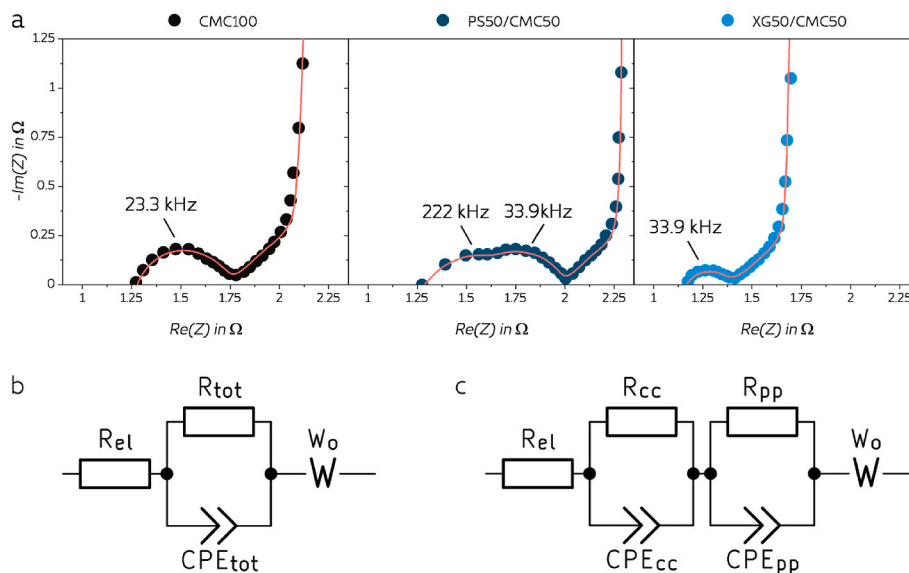 a
CMC100
PS50/CMC50
XG50/CMC50
-Im(Z) in Ω
1.25
1
0.75
0.5
0.25
0
23.3 kHz
222 kHz
33.9kHz
33.9 kHz
1 1.25 1.5 1.75 2 2.25
1 1.25 1.5 1.75 2 2.25
1 1.25 1.5 1.75 2 2.25
Re(Z) in Ω
Re(Z) in Ω
Re(Z) in Ω
b
Rtot
Rel
Wo
W
CPEtot
c
Rcc
Rpp
Rel
Wo
W
CPEcc
CPEpp